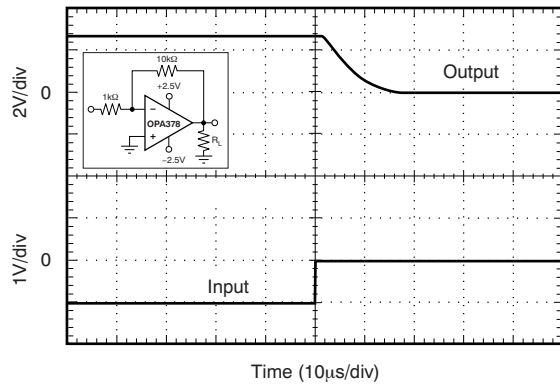 2V/div
0
10kΩ
+2.5V
1kΩ
OPA378
R_L
−2.5V
Output
1V/div
0
Input
Time (10μs/div)